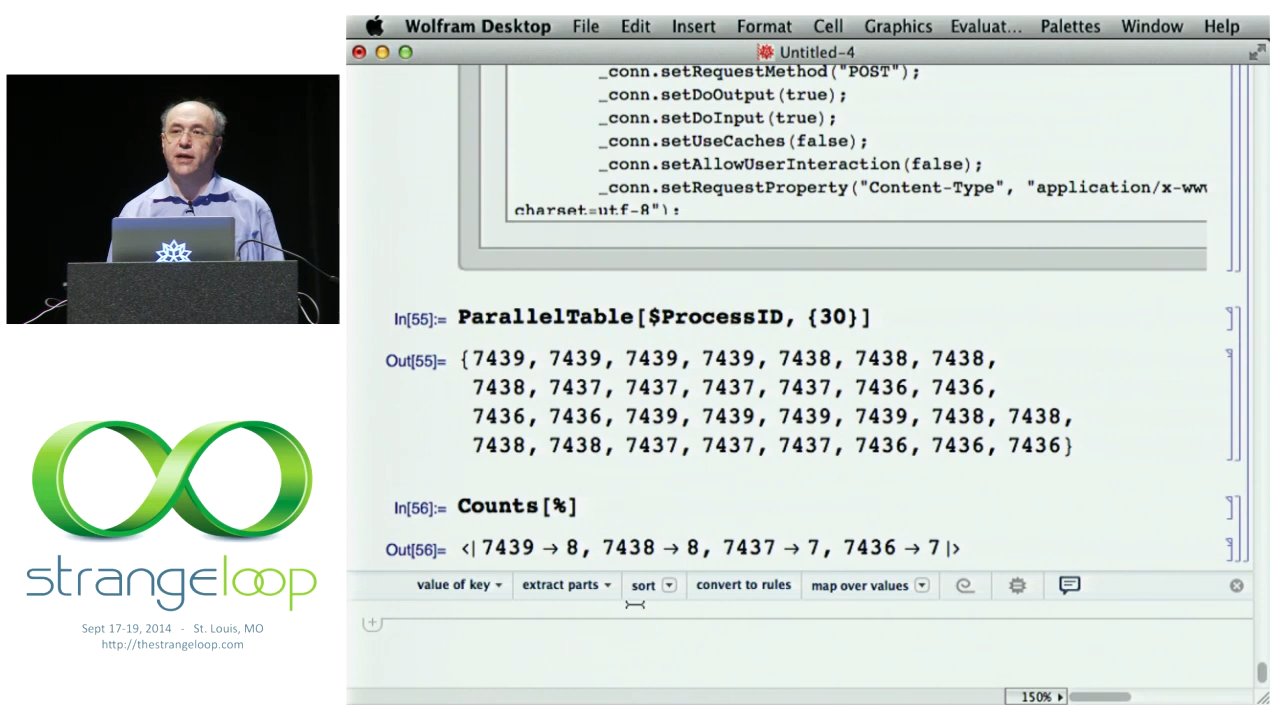 Wolfram Desktop File Edit Insert Format Cell Graphics Evaluat... Palettes Window Help
Untitled-4
_conn.setRequestMethod("POST");
_conn.setDoOutput(true);
_conn.setDoInput(true);
_conn.setUseCaches(false);
_conn.setAllowUserInteraction(false);
_conn.setRequestProperty("Content-Type", "application/x-www
charset=utf-8");
In[55]:= ParallelTable[$ProcessID, {30}]
Out[55]= {7439, 7439, 7439, 7439, 7438, 7438, 7438,
7438, 7437, 7437, 7437, 7437, 7436, 7436,
7436, 7436, 7439, 7439, 7439, 7439, 7438, 7438,
7438, 7438, 7437, 7437, 7437, 7436, 7436, 7436}
In[56]:= Counts[%]
Out[56]= <|7439 → 8, 7438 → 8, 7437 → 7, 7436 → 7|>
value of key extract parts sort convert to rules map over values
150%
strangeloop
Sept 17-19, 2014 - St. Louis, MO
http://thestrangeloop.com